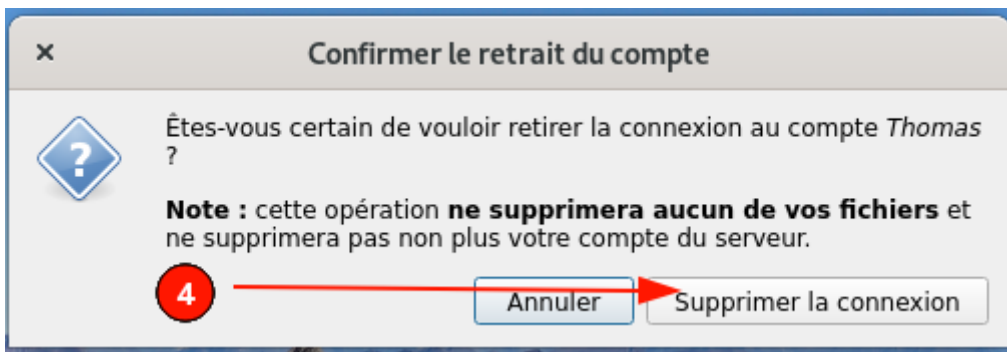 Confirmer le retrait du compte
Êtes-vous certain de vouloir retirer la connexion au compte Thomas
?
Note : cette opération ne supprimera aucun de vos fichiers et
ne supprimera pas non plus votre compte du serveur.
4
Annuler
Supprimer la connexion